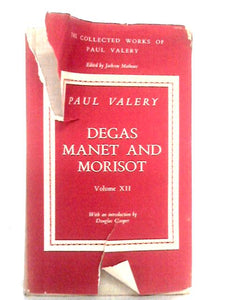 THE COLLECTED WORKS OF
PAUL VALERY
Edited by Jackson Mathews
PAUL VALERY
DEGAS
MANET AND
MORISOT
Volume XII
With an introduction by
Douglas Cooper